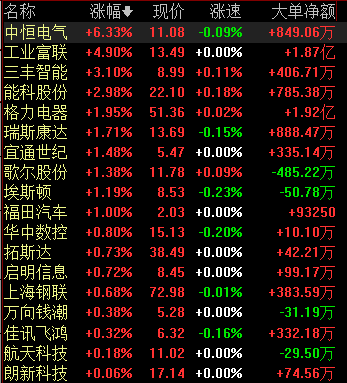 名称 涨幅 现价 涨速 大单净额
中恒电气 +6.33% 11.08 -0.09% +849.06万
工业富联 +4.90% 13.49 +0.00% +1.87亿
三丰智能 +3.10% 8.99 +0.11% +406.71万
能科股份 +2.98% 22.10 +0.18% +785.38万
格力电器 +1.95% 51.36 +0.02% +1.92亿
瑞斯康达 +1.71% 13.69 -0.15% +888.47万
宜通世纪 +1.48% 5.47 +0.00% +335.14万
歌尔股份 +1.38% 11.78 +0.09% -485.22万
埃斯顿 +1.19% 8.53 -0.23% -50.78万
福田汽车 +1.00% 2.03 +0.00% +93250
华中数控 +0.80% 15.13 -0.20% +10.10万
拓斯达 +0.73% 38.49 +0.00% +42.21万
启明信息 +0.72% 8.45 +0.00% +99.17万
上海钢联 +0.68% 72.98 -0.01% +383.59万
万向钱潮 +0.38% 5.28 +0.00% -31.19万
佳讯飞鸿 +0.32% 6.32 -0.16% +332.18万
航天科技 +0.18% 11.02 +0.00% -29.50万
朗新科技 +0.06% 17.14 +0.00% +74.56万